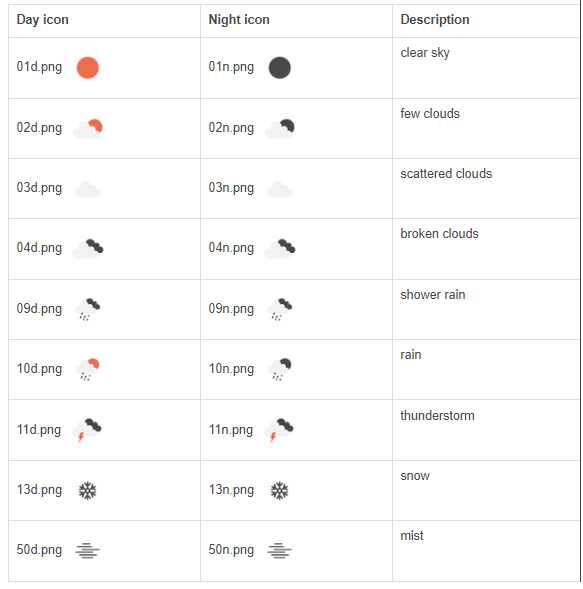 Day icon Night icon Description
01d.png 01n.png clear sky
02d.png 02n.png few clouds
03d.png 03n.png scattered clouds
04d.png 04n.png broken clouds
09d.png 09n.png shower rain
10d.png 10n.png rain
11d.png 11n.png thunderstorm
13d.png 13n.png snow
50d.png 50n.png mist